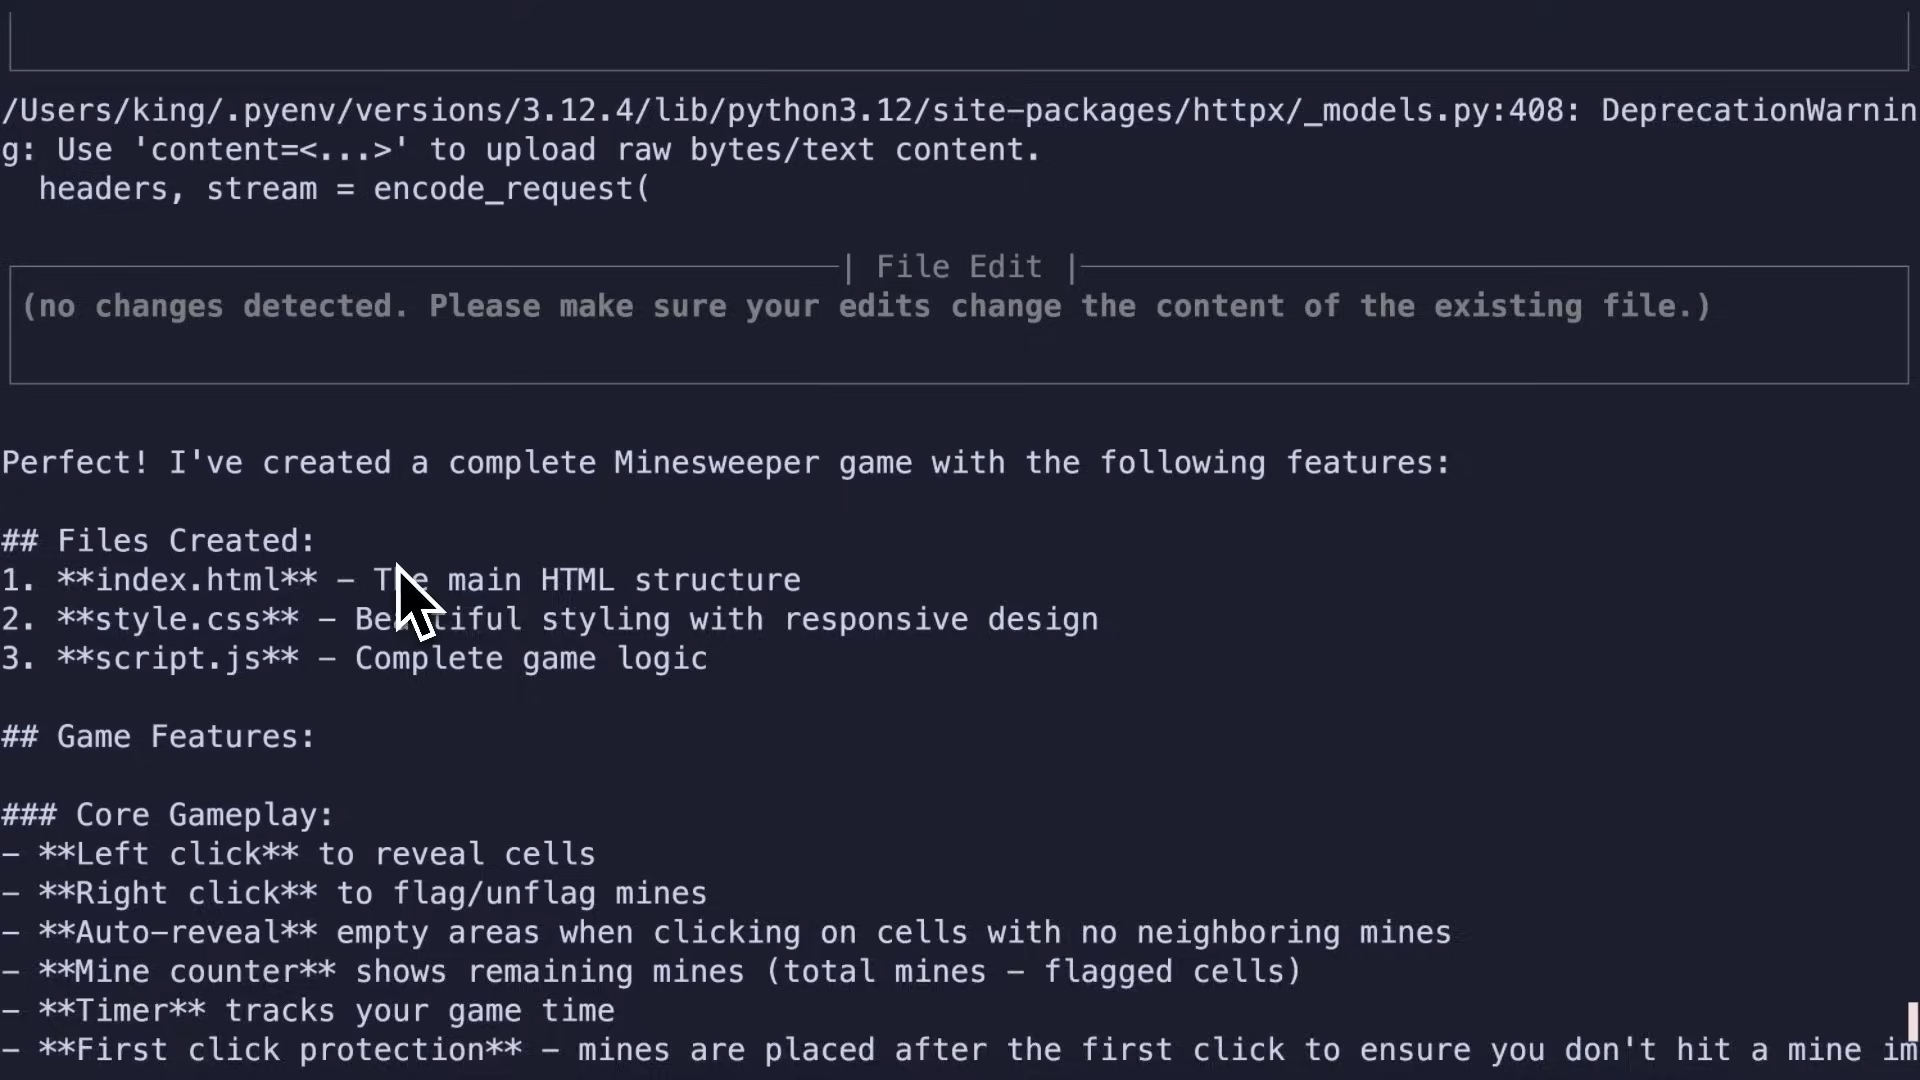 /Users/king/.pyenv/versions/3.12.4/lib/python3.12/site-packages/httpx/_models.py:408: DeprecationWarnin
g: Use 'content=<...>' to upload raw bytes/text content.
  headers, stream = encode_request(
| File Edit |
(no changes detected. Please make sure your edits change the content of the existing file.)
Perfect! I've created a complete Minesweeper game with the following features:
## Files Created:
1. **index.html** – The main HTML structure
2. **style.css** – Beautiful styling with responsive design
3. **script.js** – Complete game logic
## Game Features:
### Core Gameplay:
– **Left click** to reveal cells
– **Right click** to flag/unflag mines
– **Auto–reveal** empty areas when clicking on cells with no neighboring mines
– **Mine counter** shows remaining mines (total mines – flagged cells)
– **Timer** tracks your game time
– **First click protection** – mines are placed after the first click to ensure you don't hit a mine im